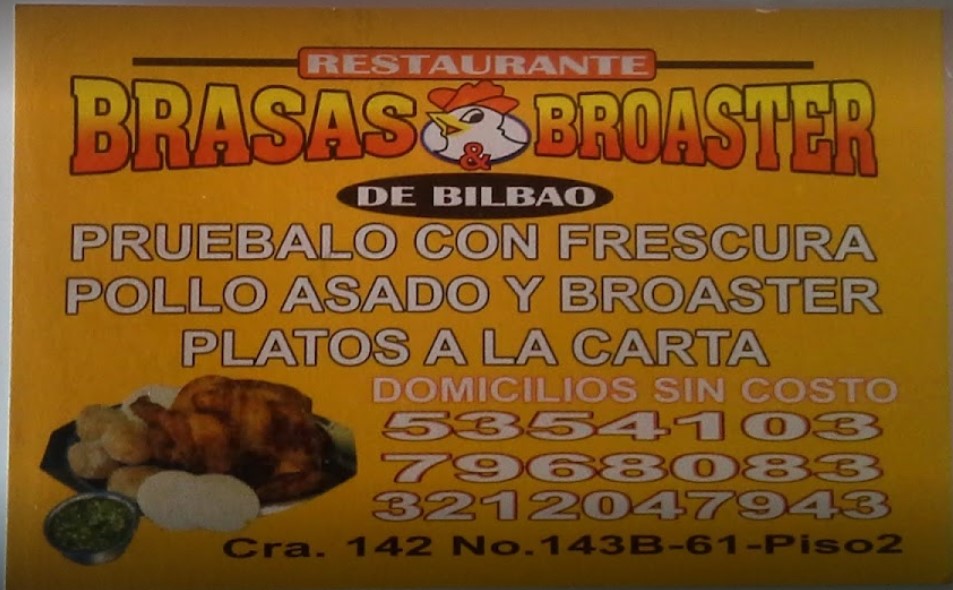 RESTAURANTE
BRASAS & BROASTER
DE BILBAO
PRUEBALO CON FRESCURA
POLLO ASADO Y BROASTER
PLATOS A LA CARTA
DOMICILIOS SIN COSTO
5354103
7968083
3212047943
Cra. 142 No.143B-61-Piso2